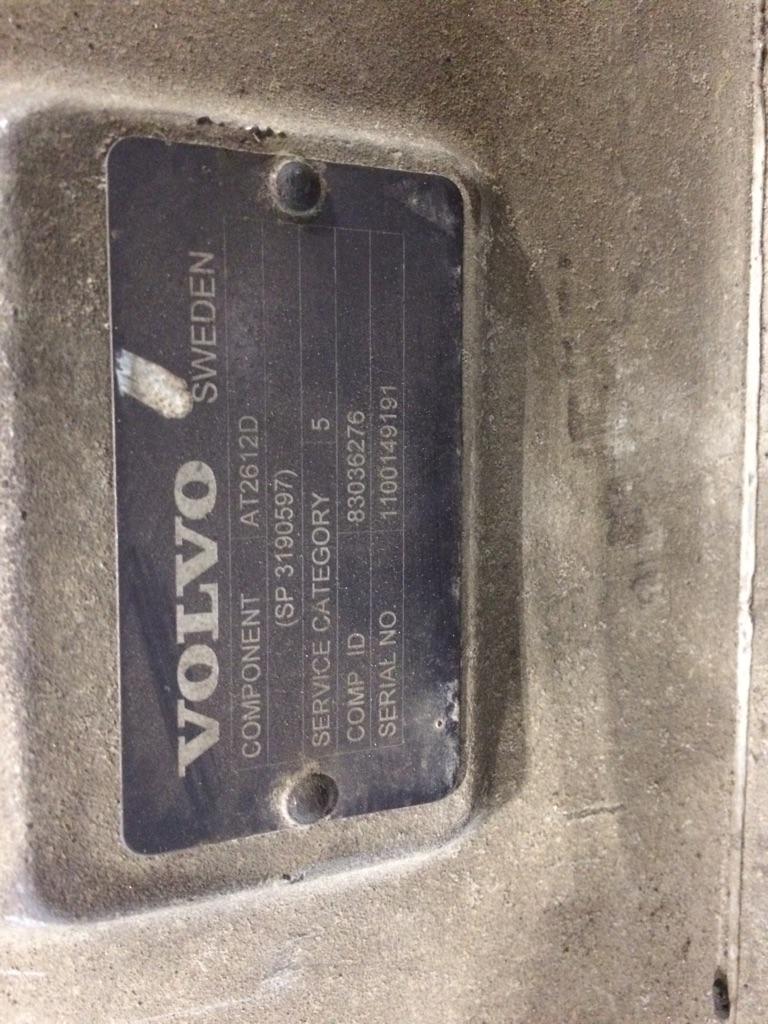 VOLVO SWEDEN
COMPONENT AT2612D
(SP 3190597)
SERVICE CATEGORY 5
COMP. ID 83036276
SERIAL NO. 1100149191